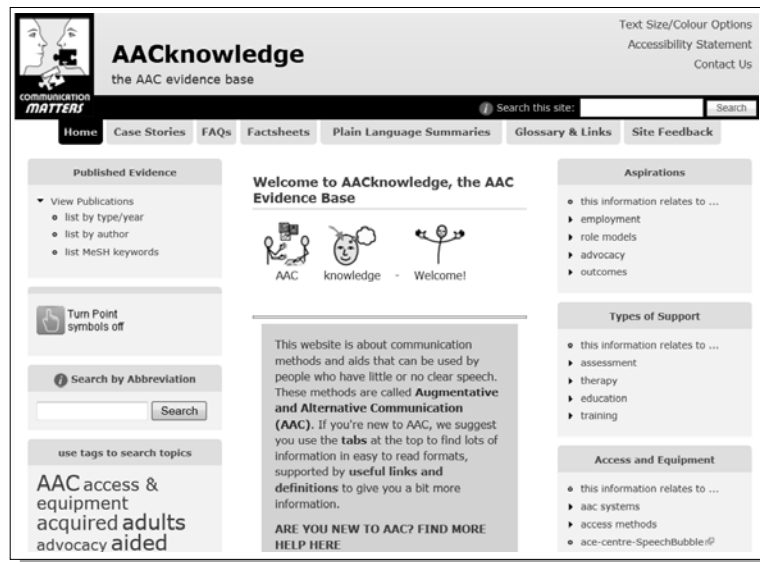 Text Size/Colour Options
Accessibility Statement
Contact Us
AACknowledge
the AAC evidence base
COMMUNICATION
MATTERS
i Search this site: Search
Home Case Stories FAQs Factsheets Plain Language Summaries Glossary & Links Site Feedback
Published Evidence
View Publications
list by type/year
list by author
list MeSH keywords
Turn Point
symbols off
i Search by Abbreviation
Search
use tags to search topics
AAC access &
equipment
acquired adults
advocacy aided
Welcome to AACknowledge, the AAC
Evidence Base
AAC knowledge - Welcome!
This website is about communication
methods and aids that can be used by
people who have little or no clear speech.
These methods are called Augmentative
and Alternative Communication
(AAC). If you're new to AAC, we suggest
you use the tabs at the top to find lots of
information in easy to read formats,
supported by useful links and
definitions to give you a bit more
information.
ARE YOU NEW TO AAC? FIND MORE
HELP HERE
Aspirations
this information relates to ...
employment
role models
advocacy
outcomes
Types of Support
this information relates to ...
assessment
therapy
education
training
Access and Equipment
this information relates to ...
aac systems
access methods
ace-centre-SpeechBubble